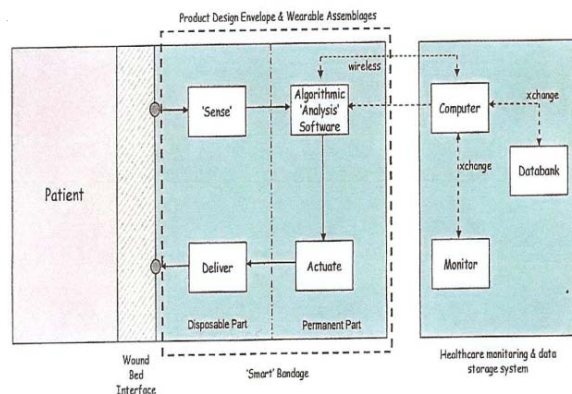 Product Design Envelope & Wearable Assemblages
wireless
'Sense'
Algorithmic
'Analysis'
Software
Computer
xchange
Databank
xchange
Patient
Deliver
Actuate
Monitor
Disposable Part
Permanent Part
Wound
Bed
Interface
'Smart' Bandage
Healthcare monitoring & data
storage system